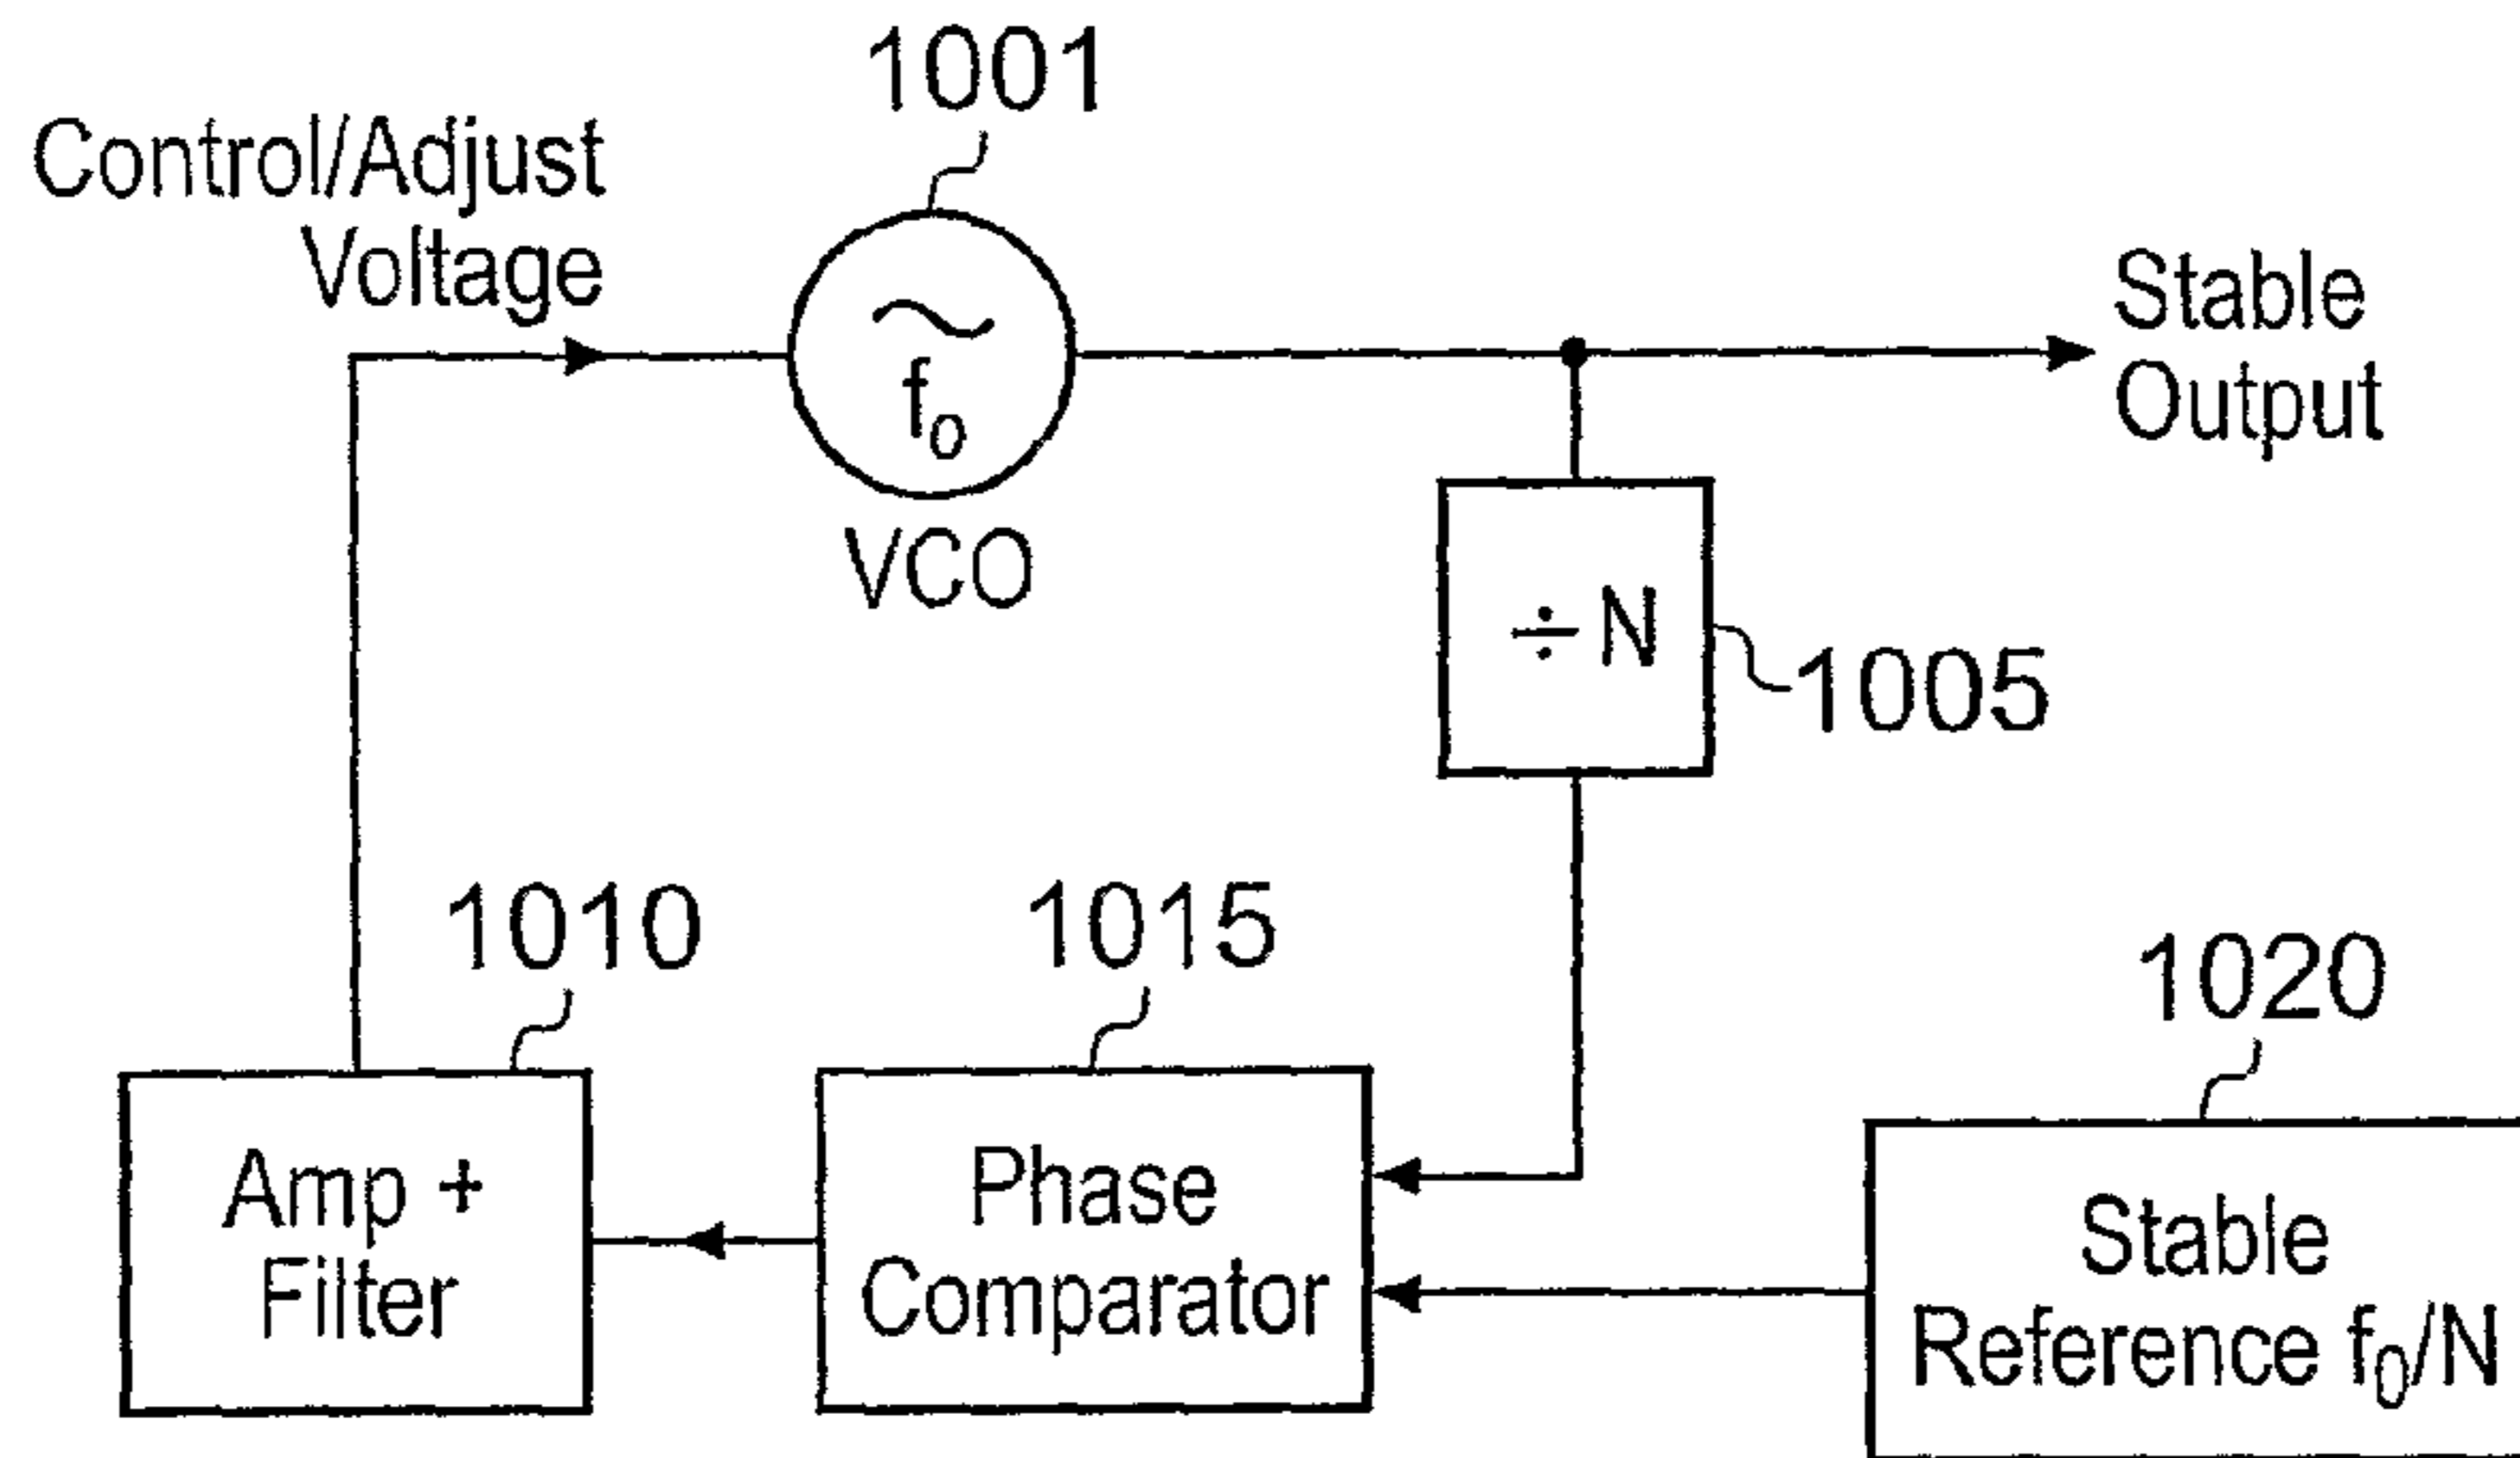 1001
Control/Adjust
Voltage
∼
f₀
VCO
Stable
Output
÷ N
1005
1010
1015
1020
Amp +
Filter
Phase
Comparator
Stable
Reference f₀/N